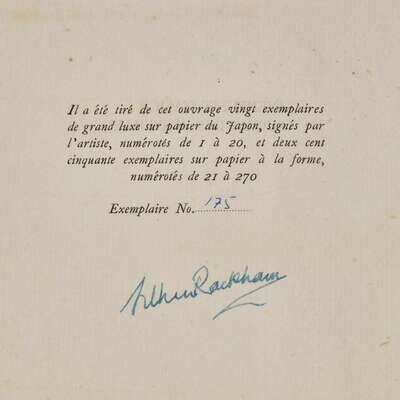 Il a été tiré de cet ouvrage vingt exemplaires
de grand luxe sur papier du Japon, signés par
l'artiste, numérotés de 1 à 20, et deux cent
cinquante exemplaires sur papier à la forme,
numérotés de 21 à 270
Exemplaire No. 175
Arthur Rackham